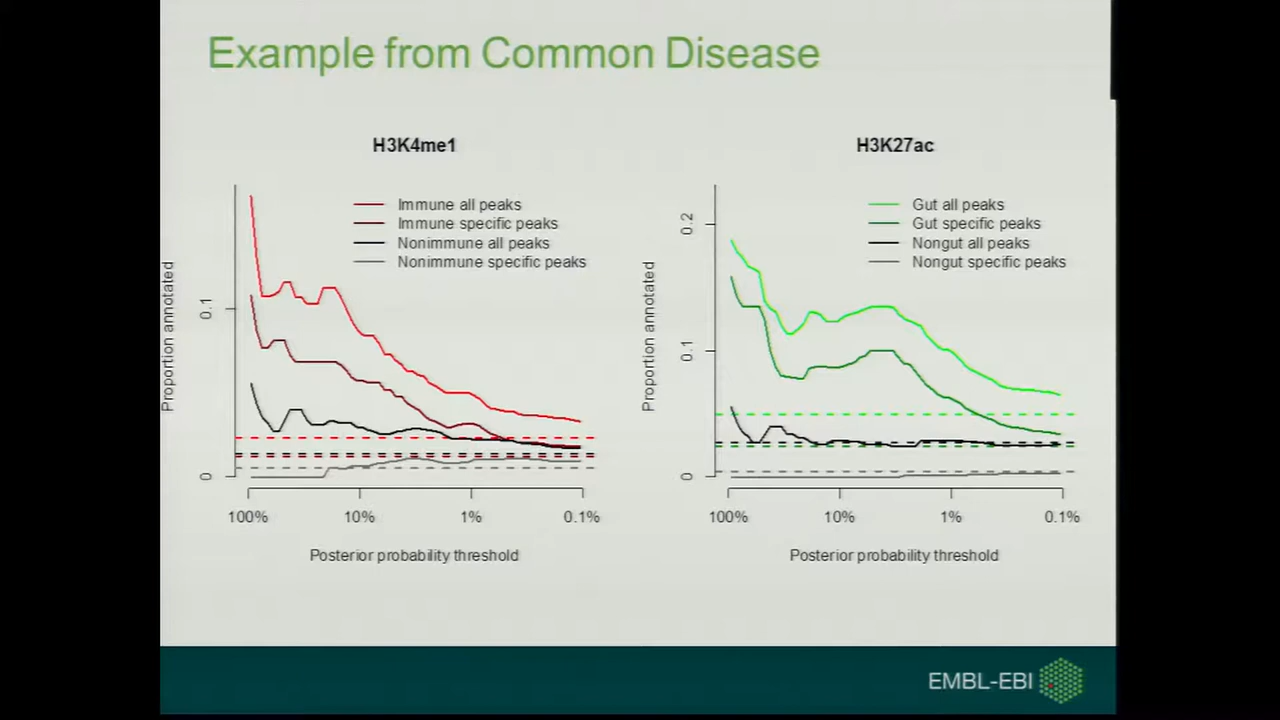 Example from Common Disease
H3K4me1
Immune all peaks
Immune specific peaks
Nonimmune all peaks
Nonimmune specific peaks
Proportion annotated
0.1
0
100%
10%
1%
0.1%
Posterior probability threshold
H3K27ac
Gut all peaks
Gut specific peaks
Nongut all peaks
Nongut specific peaks
Proportion annotated
0.2
0.1
0
100%
10%
1%
0.1%
Posterior probability threshold
EMBL-EBI